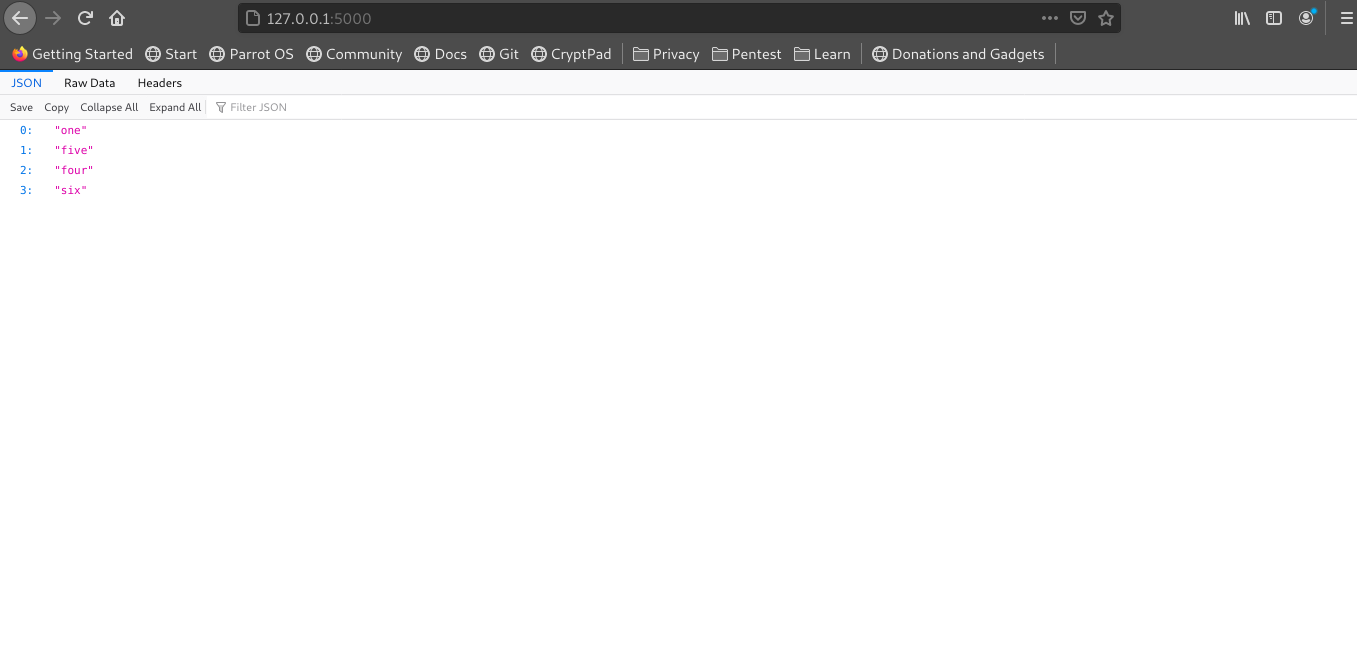 127.0.0.1:5000
Getting Started Start Parrot OS Community Docs Git CryptPad Privacy Pentest Learn Donations and Gadgets
JSON Raw Data Headers
Save Copy Collapse All Expand All Filter JSON
0: "one"
1: "five"
2: "four"
3: "six"